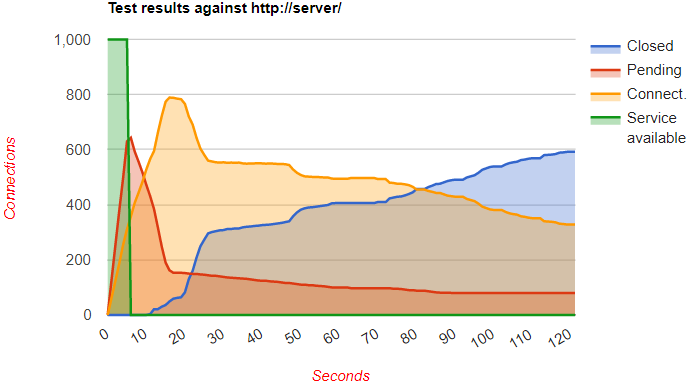 Test results against http://server/
1,000
800
600
400
200
0
Connections
0
10
20
30
40
50
60
70
80
90
100
110
120
Seconds
Closed
Pending
Connect.
Service
available